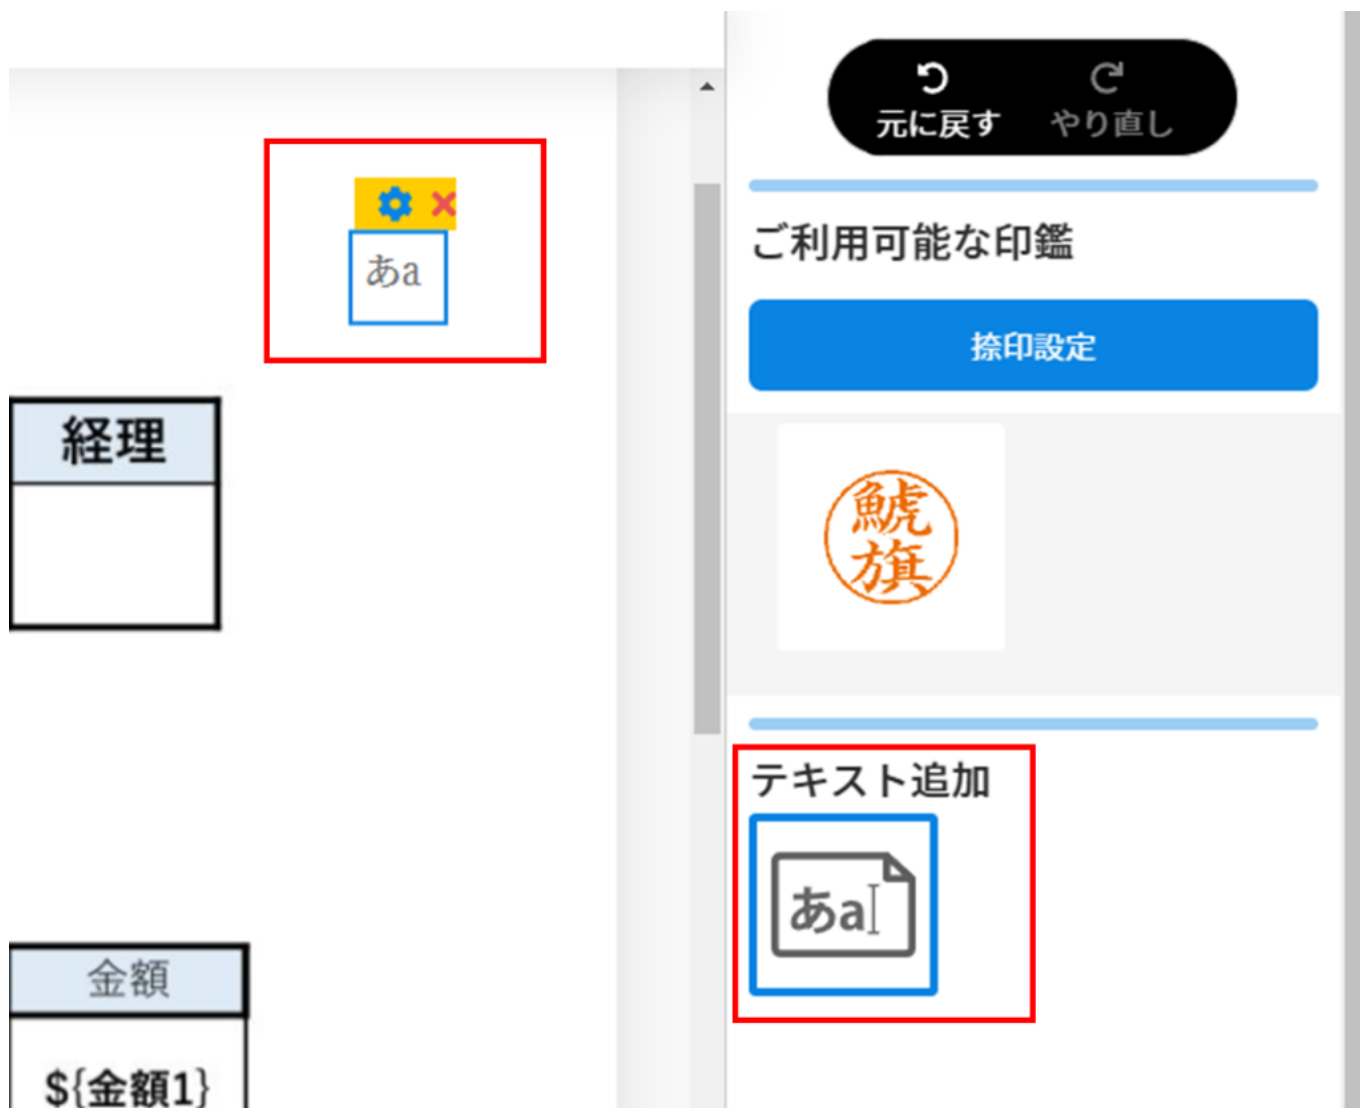 元に戻す
やり直し
ご利用可能な印鑑
捺印設定
あa
経理
鯱旗
テキスト追加
あa
金額
${金額1}